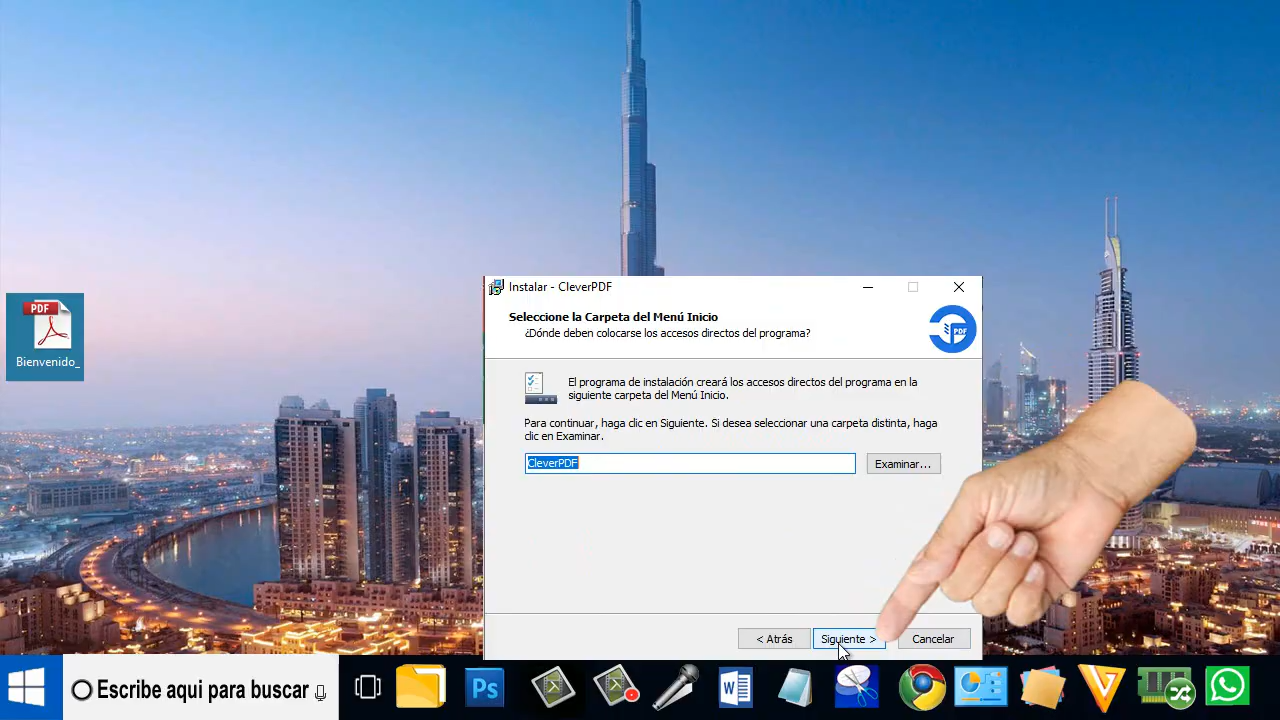 Instalar - CleverPDF
Seleccione la Carpeta del Menú Inicio
¿Dónde deben colocarse los accesos directos del programa?
PDF
PDF
Bienvenido_
El programa de instalación creará los accesos directos del programa en la
siguiente carpeta del Menú Inicio.
Para continuar, haga clic en Siguiente. Si desea seleccionar una carpeta distinta, haga
clic en Examinar.
CleverPDF
Examinar...
< Atrás
Siguiente >
Cancelar
Escribe aqui para buscar
Ps
W